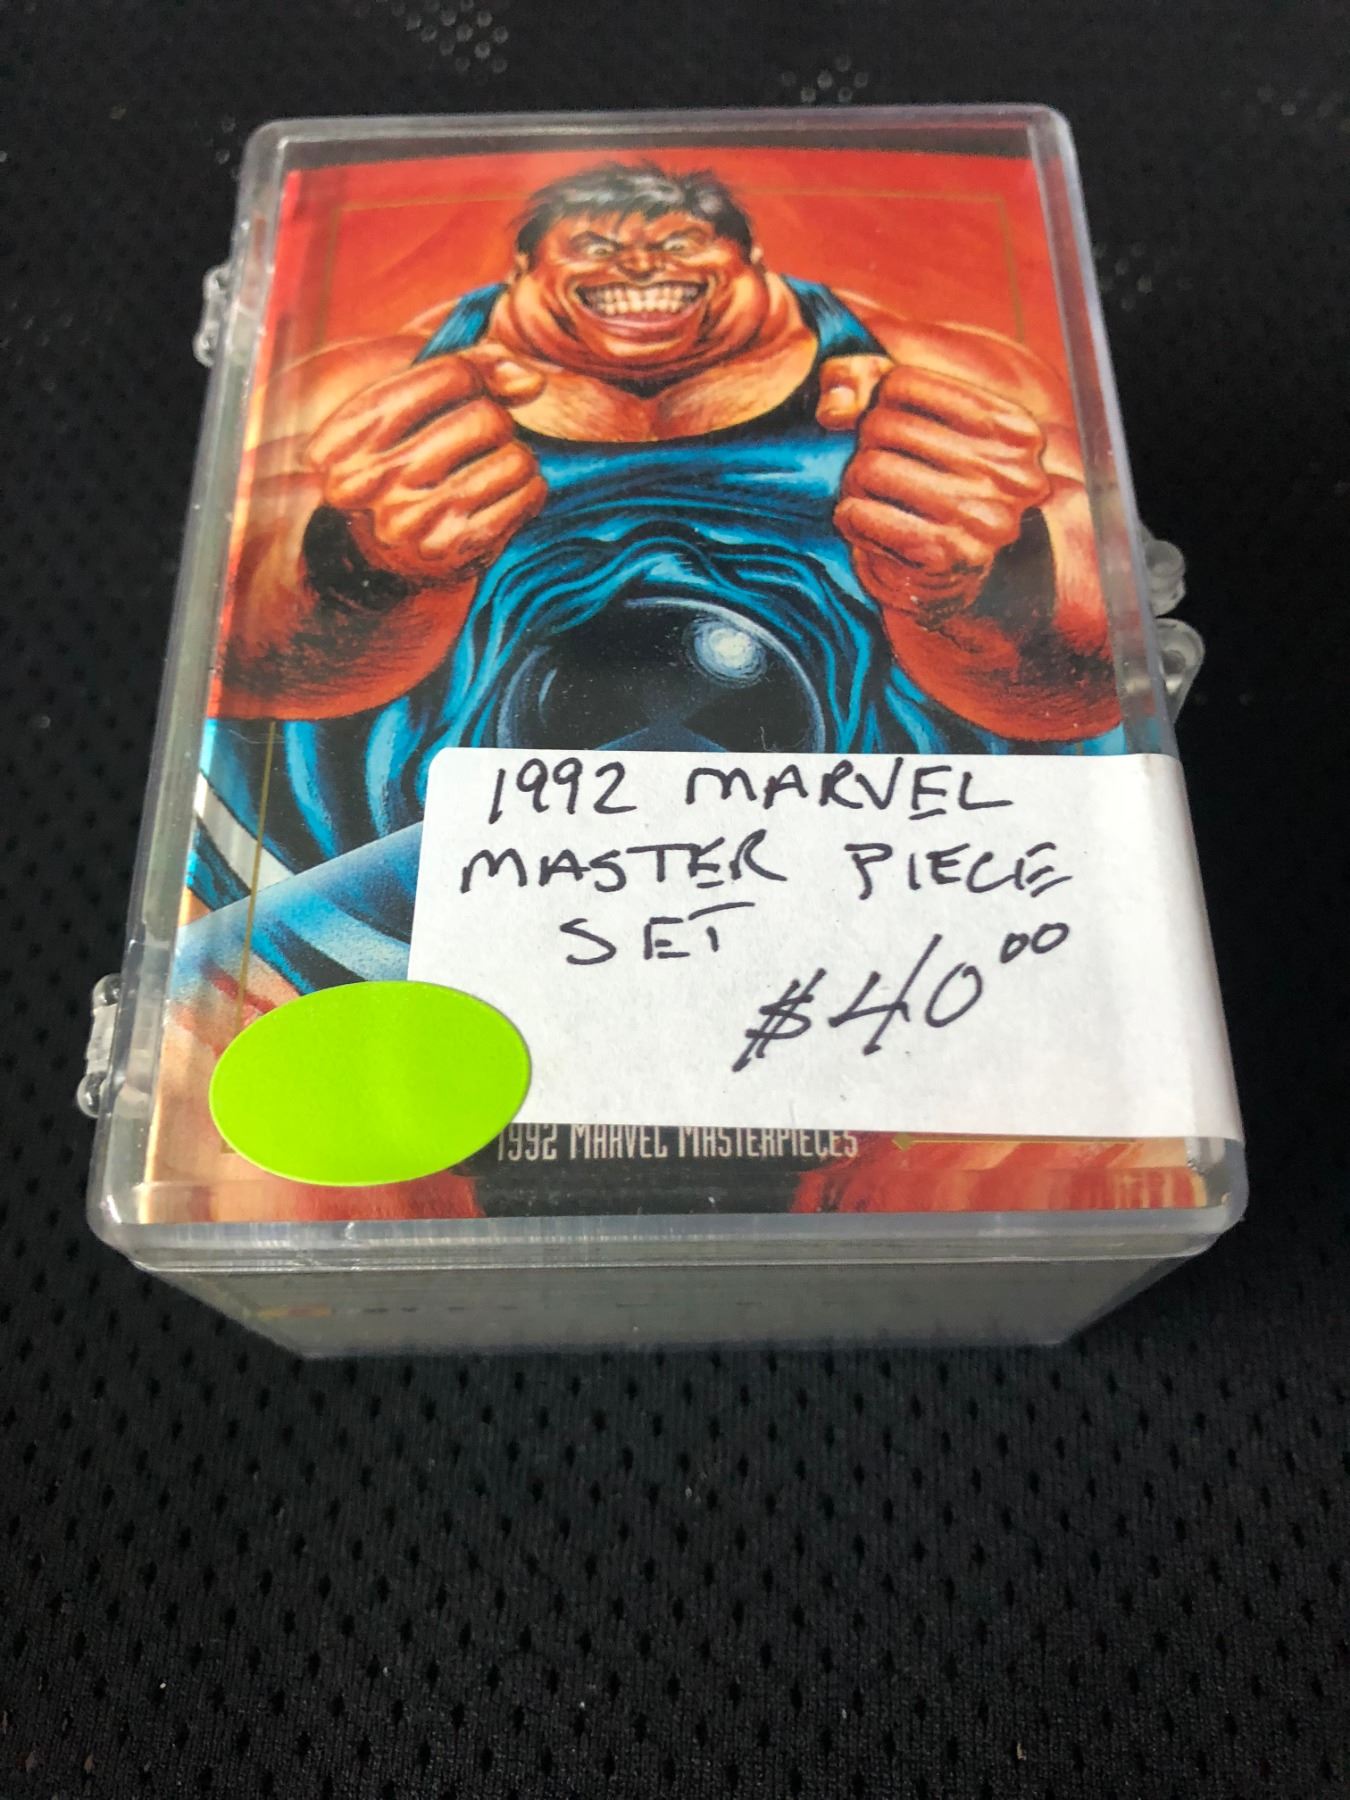 1992 MARVEL
MASTER PIECE
SET
$40.00
1992 MARVEL MASTERPIECES